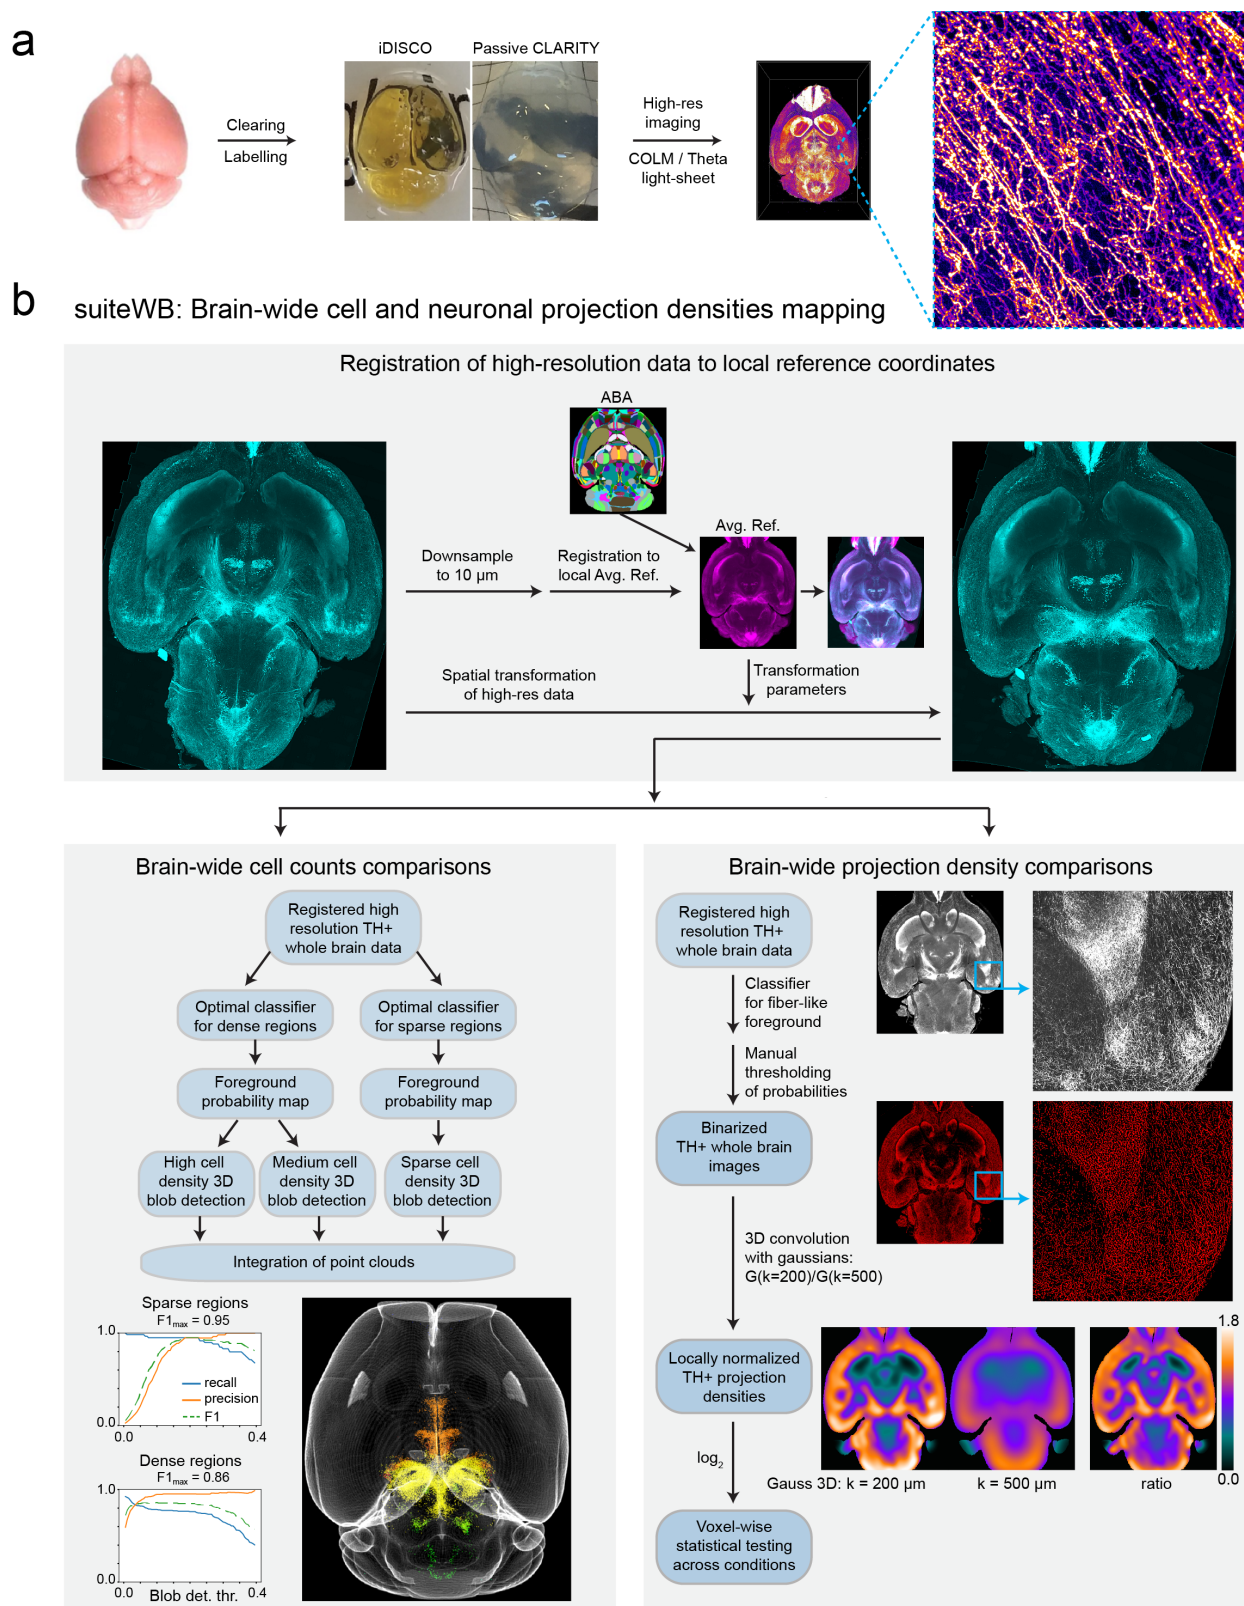 a
iDISCO
Passive CLARITY
Clearing
Labelling
High-res
imaging
COLM / Theta
light-sheet
b
suiteWB: Brain-wide cell and neuronal projection densities mapping
Registration of high-resolution data to local reference coordinates
ABA
Avg. Ref.
Downsample
to 10 µm
Registration to
local Avg. Ref.
Spatial transformation
of high-res data
Transformation
parameters
Brain-wide cell counts comparisons
Registered high
resolution TH+
whole brain data
Optimal classifier
for dense regions
Optimal classifier
for sparse regions
Foreground
probability map
Foreground
probability map
High cell
density 3D
blob detection
Medium cell
density 3D
blob detection
Sparse cell
density 3D
blob detection
Integration of point clouds
Sparse regions
F1max = 0.95
1.0
recall
precision
F1
0.0
0.0
0.4
Dense regions
F1max = 0.86
1.0
0.0
0.0
0.4
Blob det. thr.
Brain-wide projection density comparisons
Registered high
resolution TH+
whole brain data
Classifier
for fiber-like
foreground
Manual
thresholding
of probabilities
Binarized
TH+ whole brain
images
3D convolution
with gaussians:
G(k=200)/G(k=500)
Locally normalized
TH+ projection
densities
1.8
0.0
log2
Gauss 3D: k = 200 µm
k = 500 µm
ratio
Voxel-wise
statistical testing
across conditions